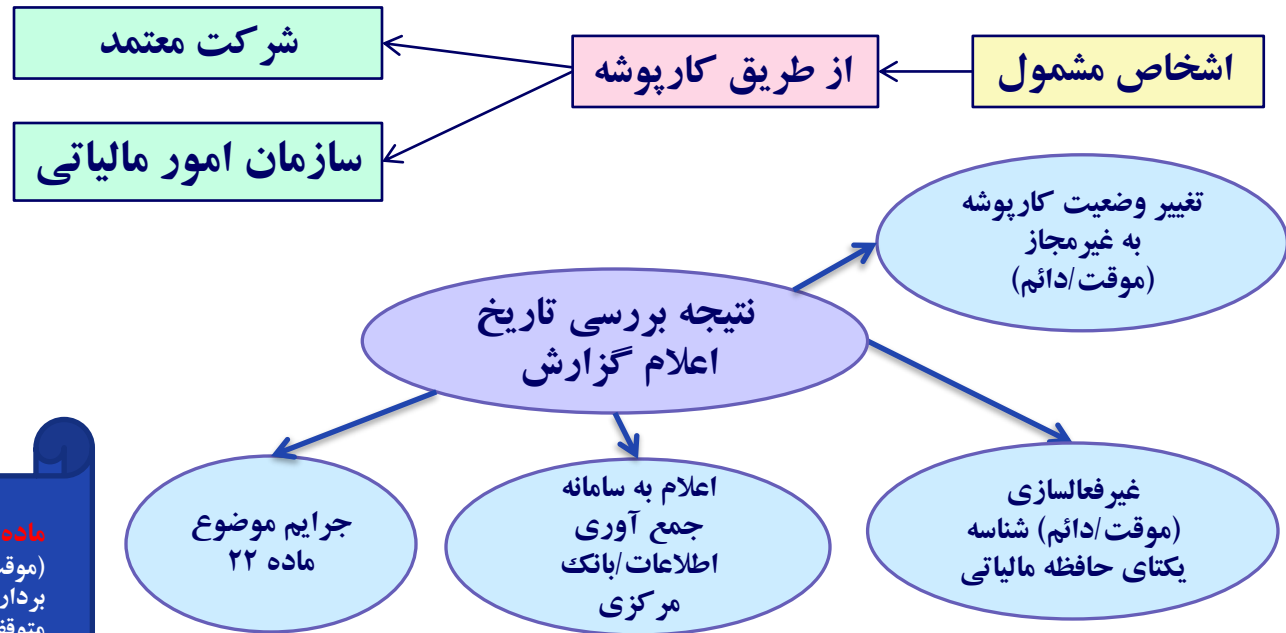 اشخاص مشمول
از طریق کارپوشه
شرکت معتمد
سازمان امور مالیاتی
تغییر وضعیت کارپوشه
به غیرمجاز
(موقت/دائم)
نتیجه بررسی تاریخ
اعلام گزارش
غیرفعالسازی
(موقت/دائم) شناسه
یکتای حافظه مالیاتی
اعلام به سامانه
جمع آوری
اطلاعات/بانک
مرکزی
جرایم موضوع
ماده ۲۲
ماده